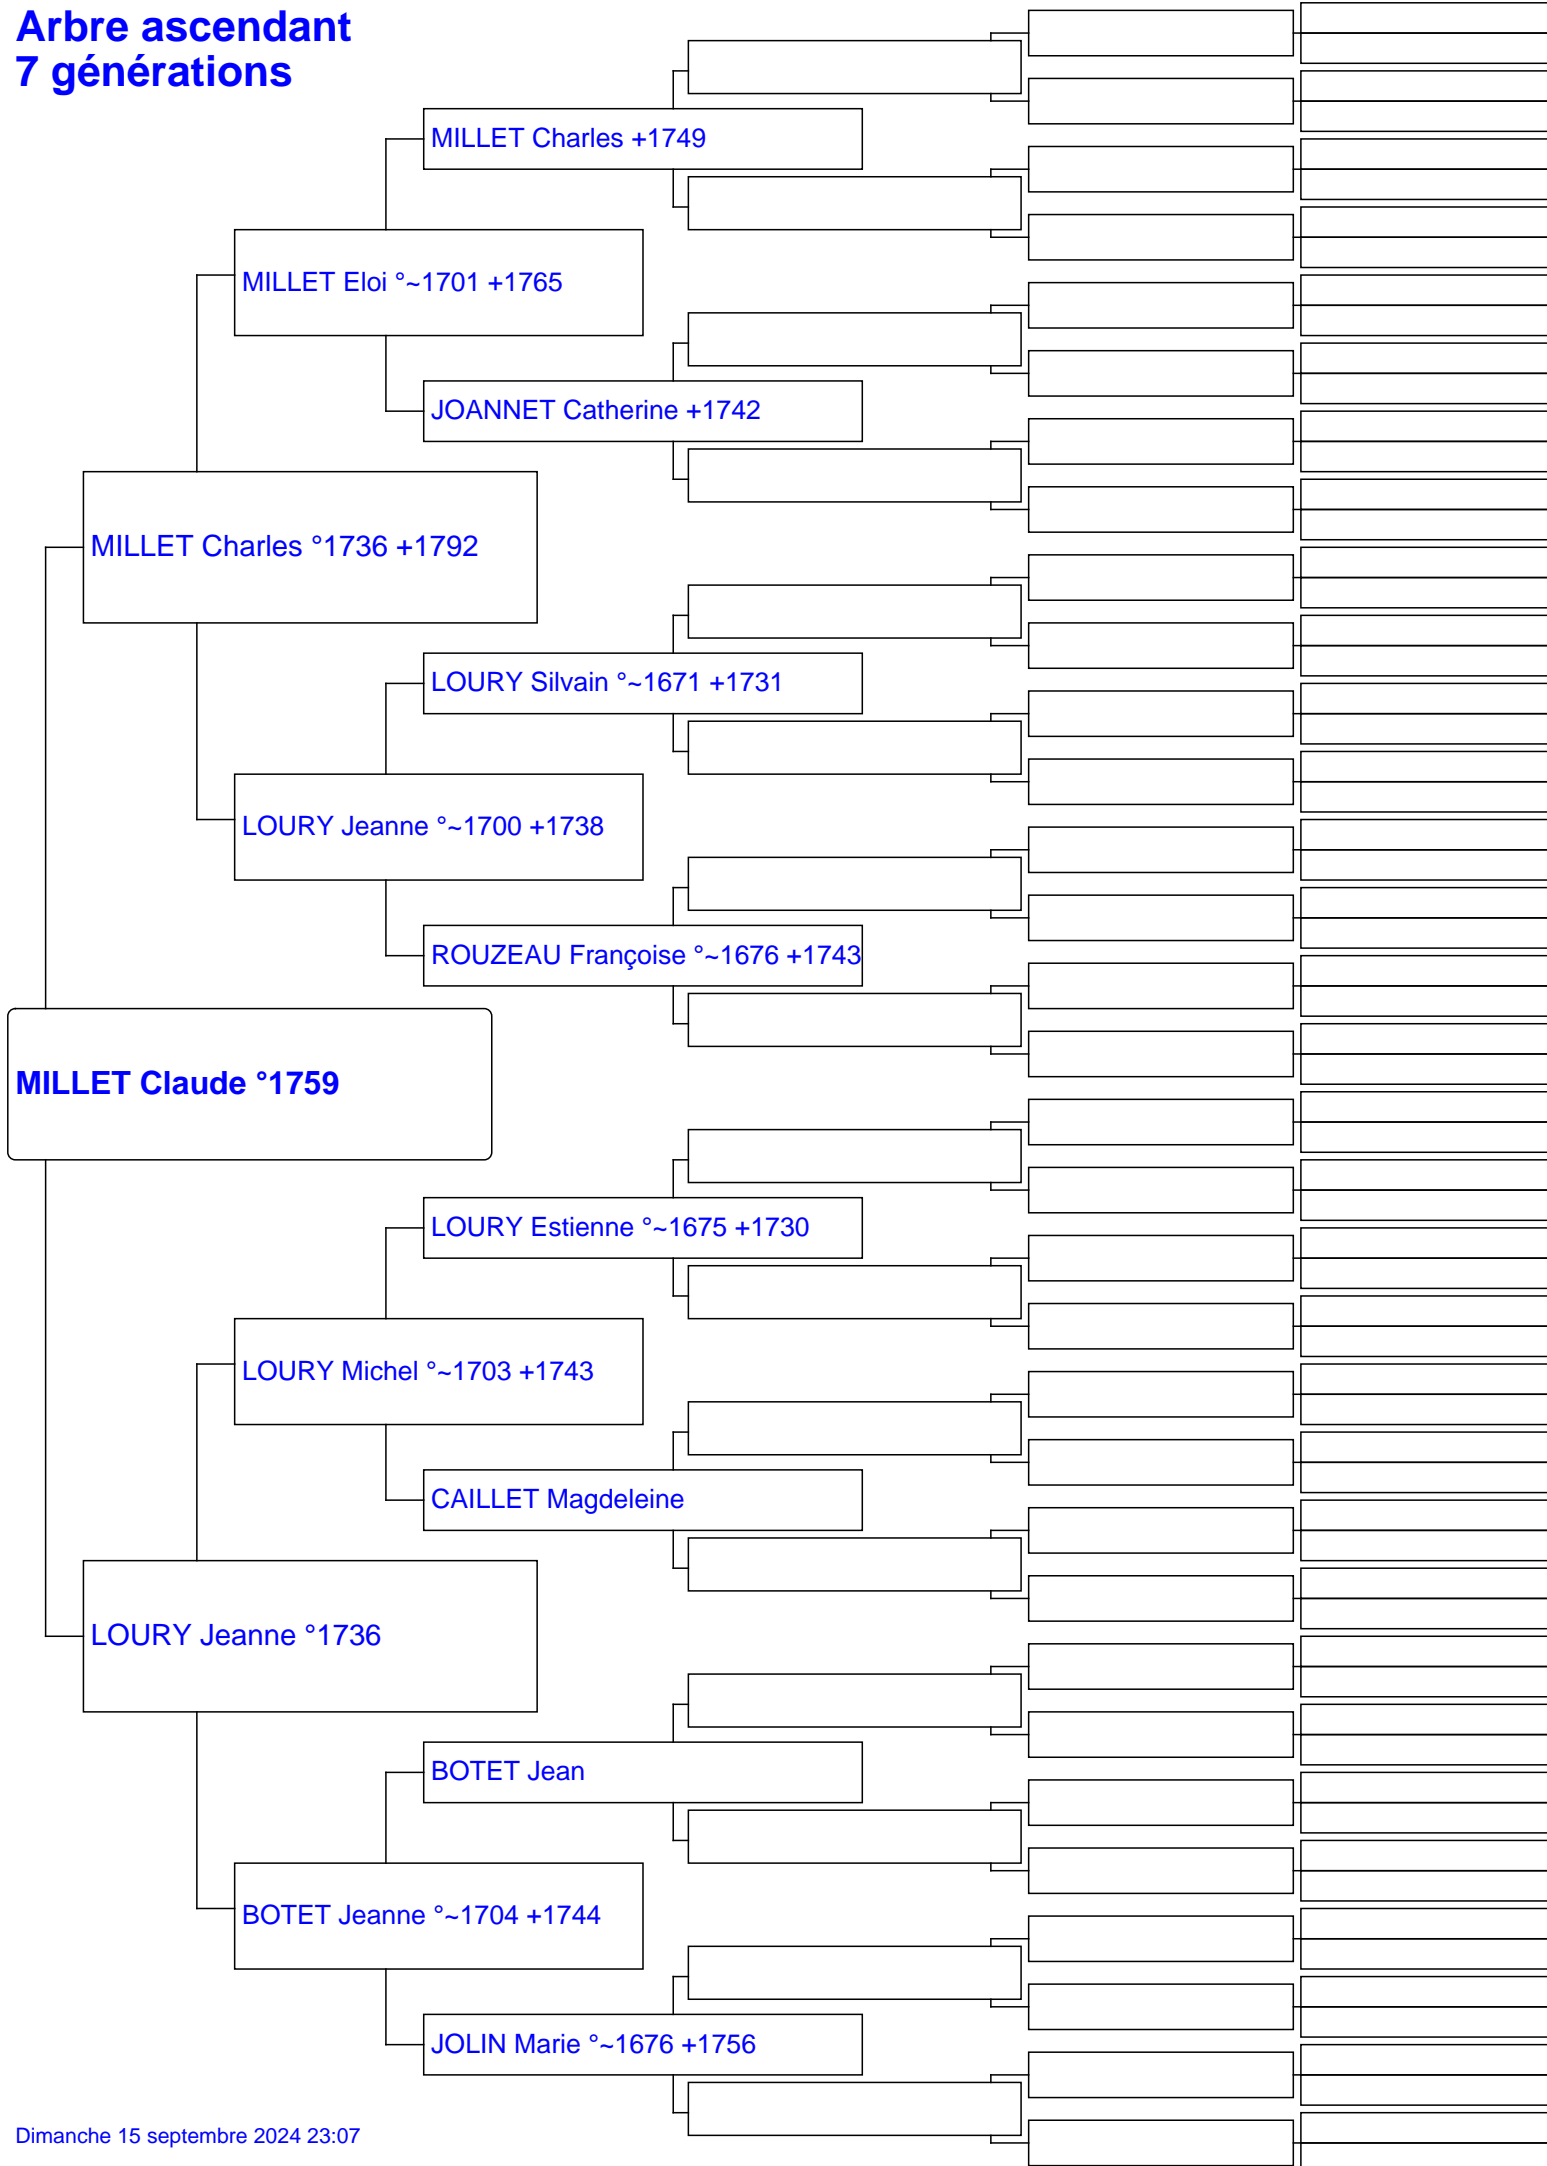 Arbre ascendant
7 générations
MILLET Charles +1749
MILLET Eloi °~1701 +1765
JOANNET Catherine +1742
MILLET Charles °1736 +1792
LOURY Silvain °~1671 +1731
LOURY Jeanne °~1700 +1738
ROUZEAU Françoise °~1676 +1743
MILLET Claude °1759
LOURY Estienne °~1675 +1730
LOURY Michel °~1703 +1743
CAILLET Magdeleine
LOURY Jeanne °1736
BOTET Jean
BOTET Jeanne °~1704 +1744
JOLIN Marie °~1676 +1756
Dimanche 15 septembre 2024 23:07